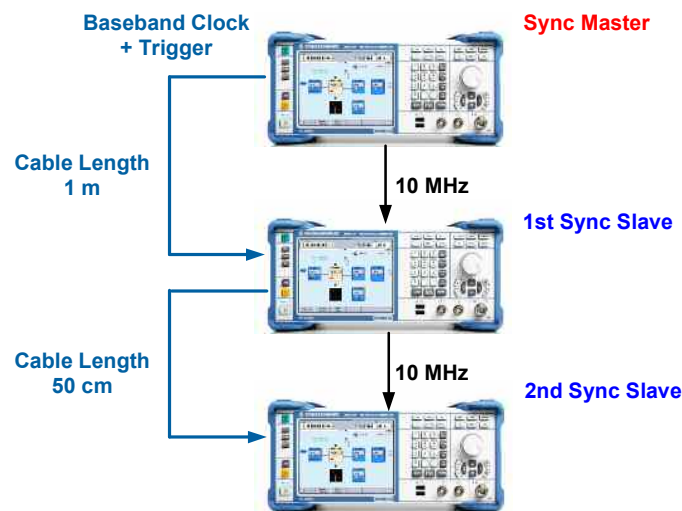 Baseband Clock
+ Trigger
Sync Master
Cable Length
1 m
10 MHz
1st Sync Slave
Cable Length
50 cm
10 MHz
2nd Sync Slave